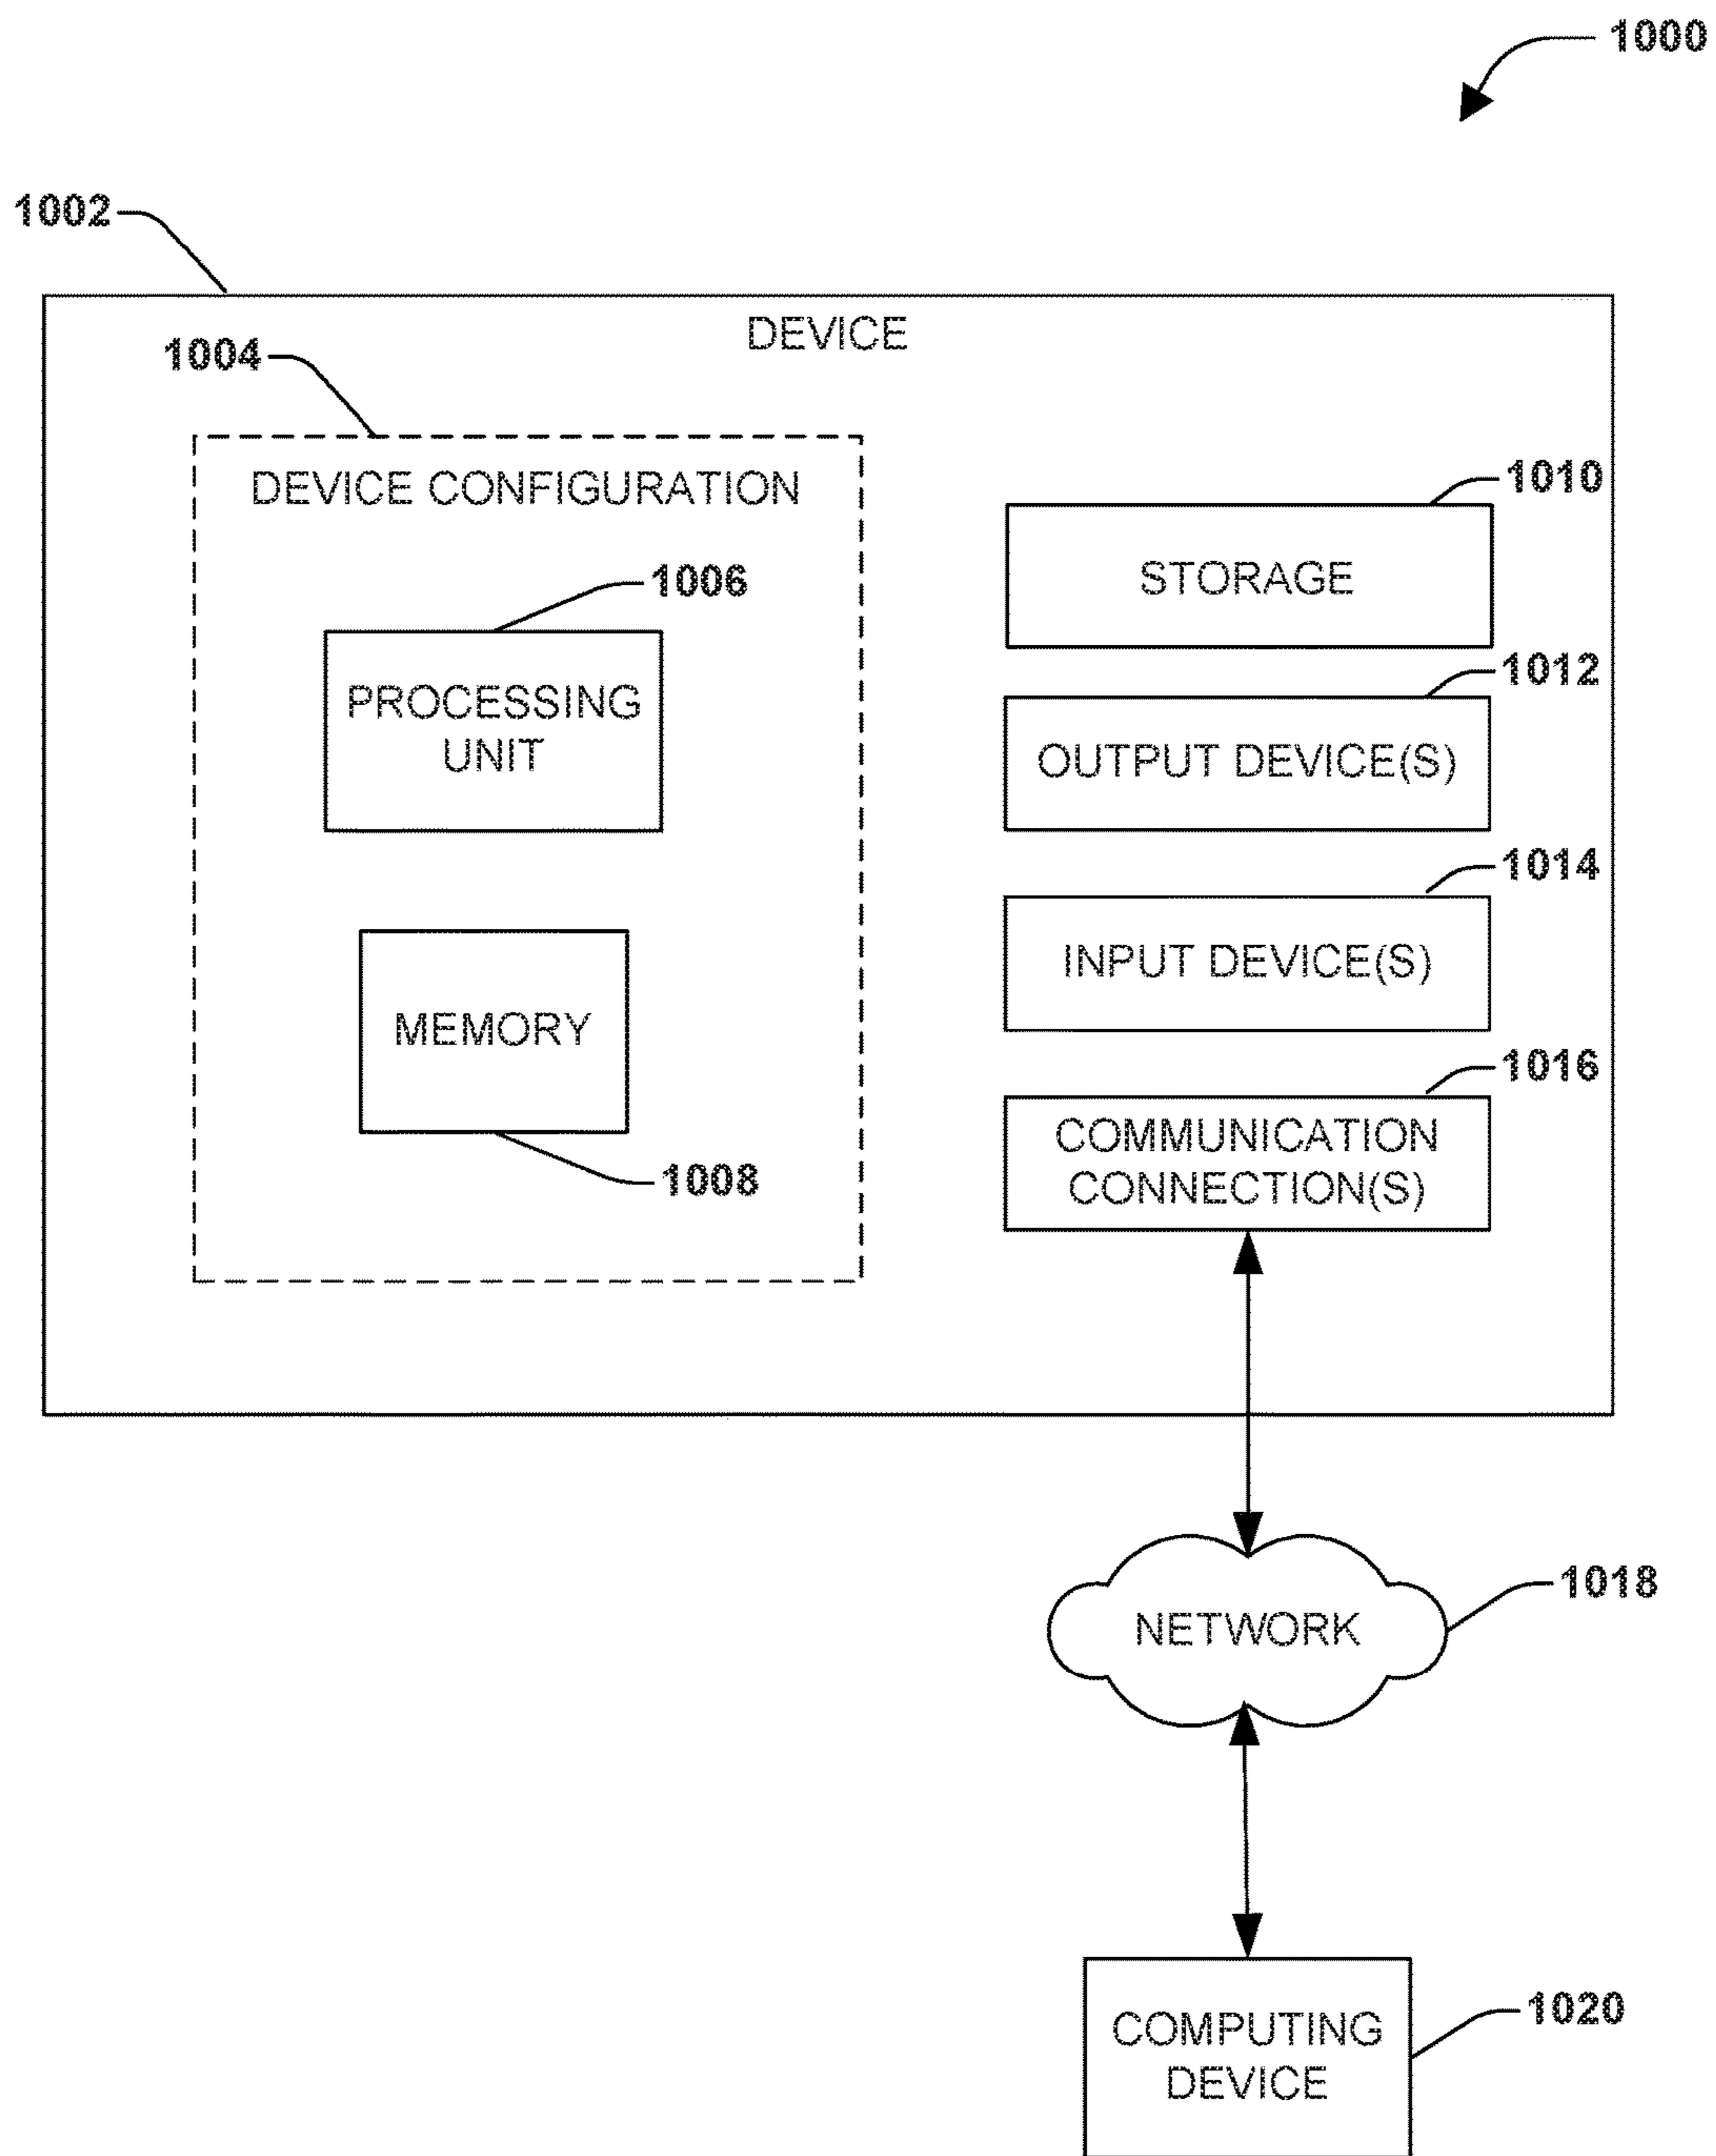 1000
1002
DEVICE
1004
DEVICE CONFIGURATION
1006
PROCESSING
UNIT
MEMORY
1008
1010
STORAGE
1012
OUTPUT DEVICE(S)
1014
INPUT DEVICE(S)
1016
COMMUNICATION
CONNECTION(S)
1018
NETWORK
1020
COMPUTING
DEVICE